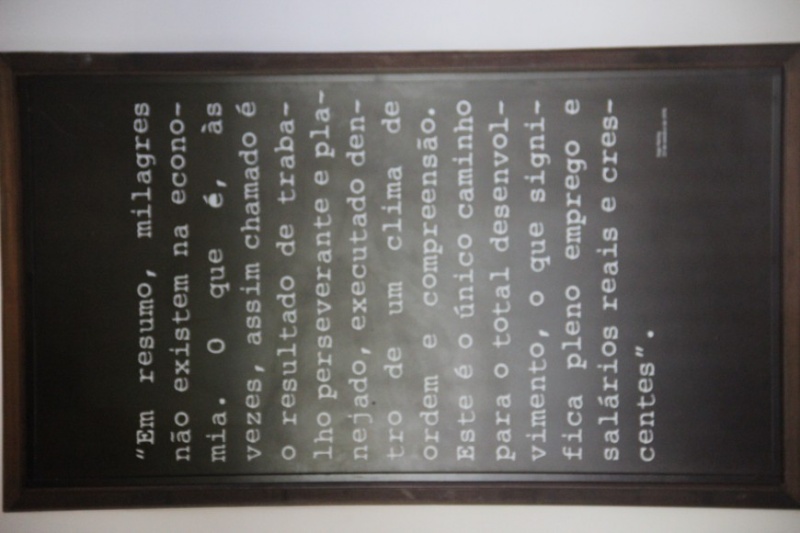 "Em resumo, milagres
não existem na econo-
mia. O que é, às
vezes, assim chamado é
o resultado de traba-
lho perseverante e pla-
nejado, executado den-
tro de um clima de
ordem e compreensão.
Este é o único caminho
para o total desenvol-
vimento, o que signi-
fica pleno emprego e
salários reais e cres-
centes".